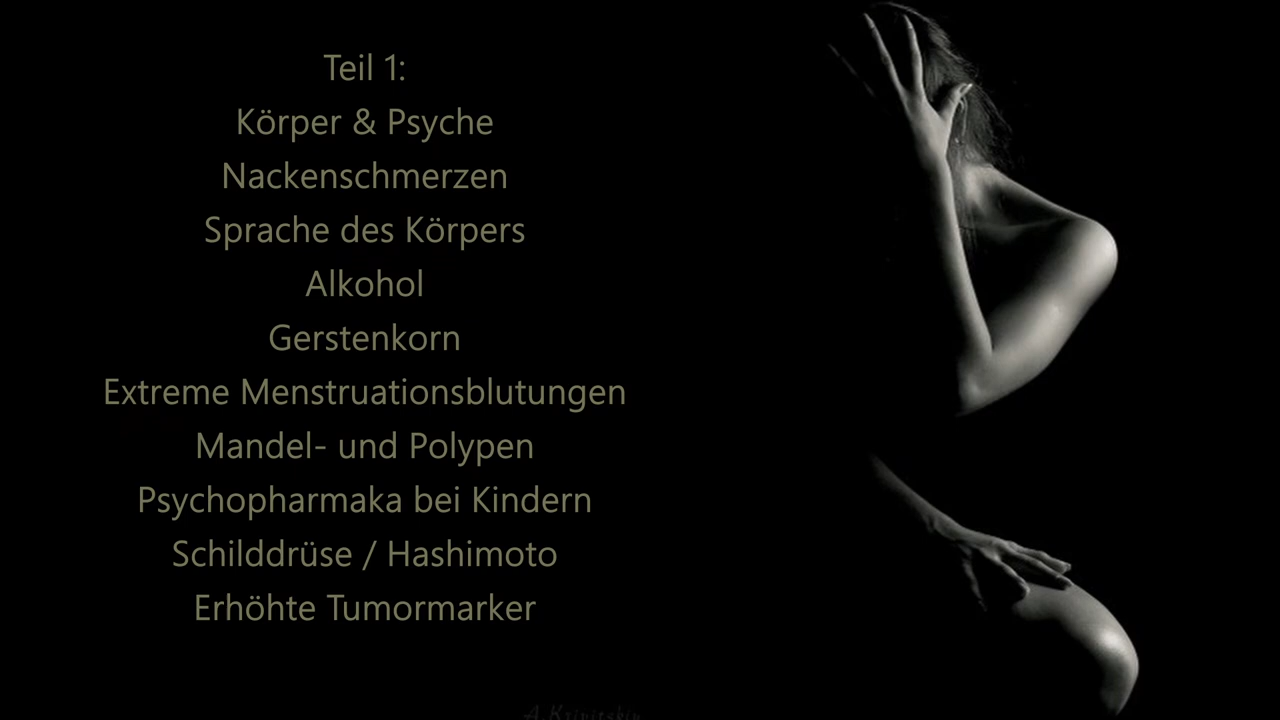 Teil 1:
Körper & Psyche
Nackenschmerzen
Sprache des Körpers
Alkohol
Gerstenkorn
Extreme Menstruationsblutungen
Mandel- und Polypen
Psychopharmaka bei Kindern
Schilddrüse / Hashimoto
Erhöhte Tumormarker